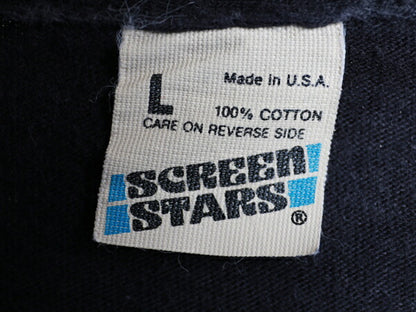 L
Made in U.S.A.
100% COTTON
CARE ON REVERSE SIDE
SCREEN
STARS®